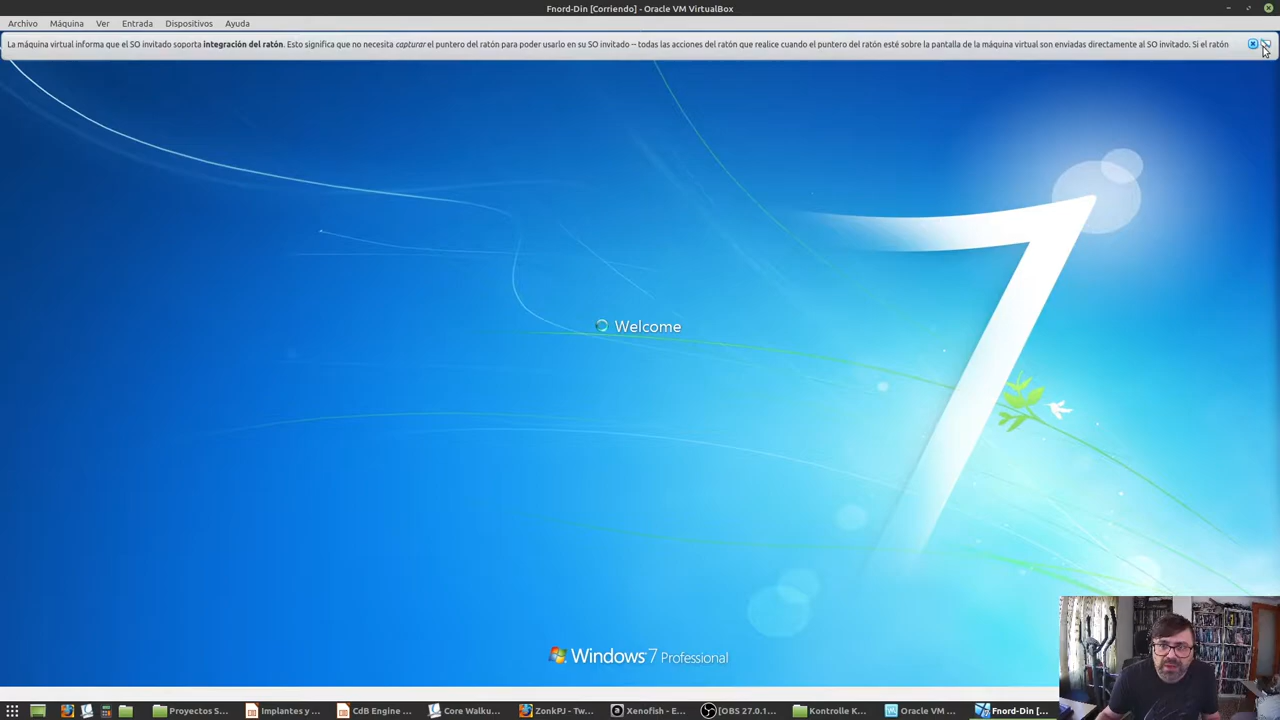 Fnord-Din [Corriendo] - Oracle VM VirtualBox
Archivo Máquina Ver Entrada Dispositivos Ayuda
La máquina virtual informa que el SO invitado soporta integración del ratón. Esto significa que no necesita capturar el puntero del ratón para poder usarlo en su SO invitado -- todas las acciones del ratón que realice cuando el puntero del ratón esté sobre la pantalla de la máquina virtual son enviadas directamente al SO invitado. Si el ratón
Welcome
Windows 7 Professional
Proyectos S... Implantes y ... CdB Engine ... Core Walku... ZonkPJ - Tw... Xenofish - E... [OBS 27.0.1... Kontrolle K... Oracle VM ... Fnord-Din [...